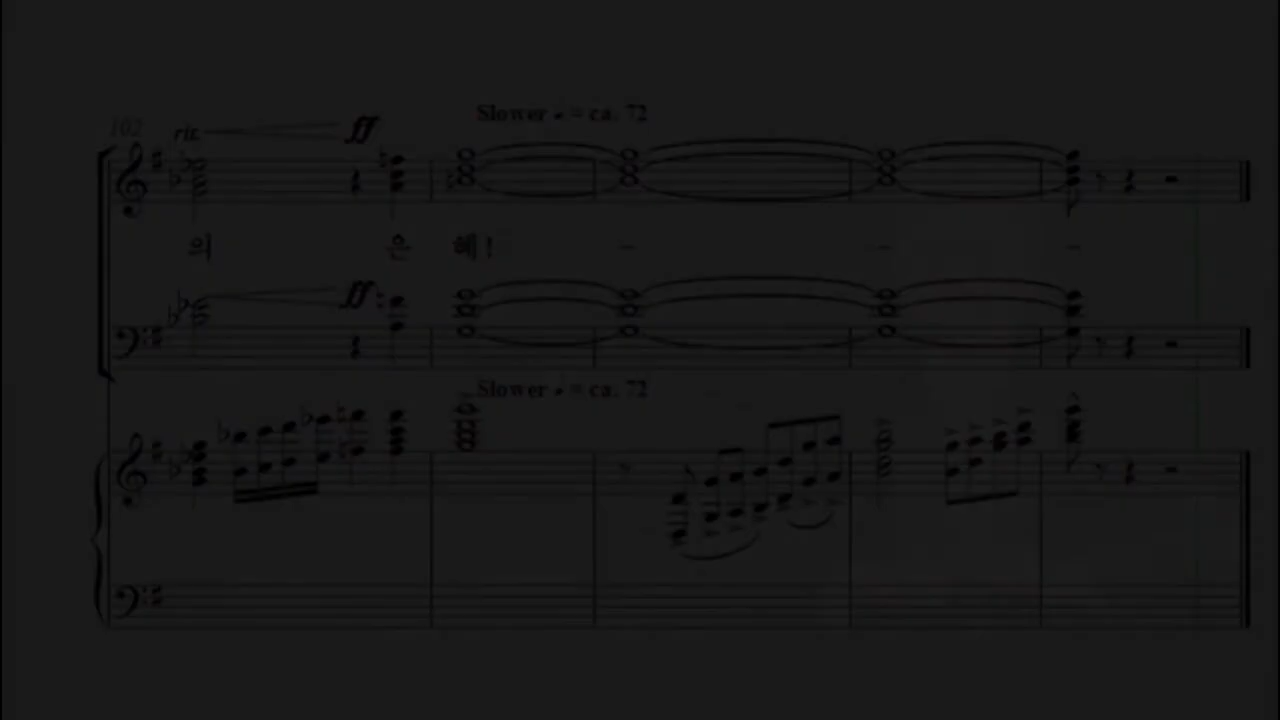 102 rit. ff Slower ♩ = ca. 72
의 은 혜! – – –
ff
Slower ♩ = ca. 72